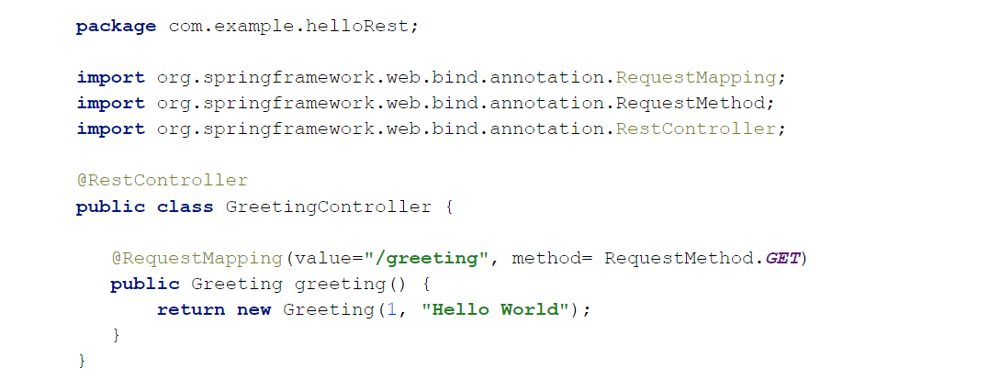 package com.example.helloRest;
import org.springframework.web.bind.annotation.RequestMapping;
import org.springframework.web.bind.annotation.RequestMethod;
import org.springframework.web.bind.annotation.RestController;
@RestController
public class GreetingController {
@RequestMapping(value="/greeting", method= RequestMethod.GET)
public Greeting greeting() {
return new Greeting(1, "Hello World");
}
}